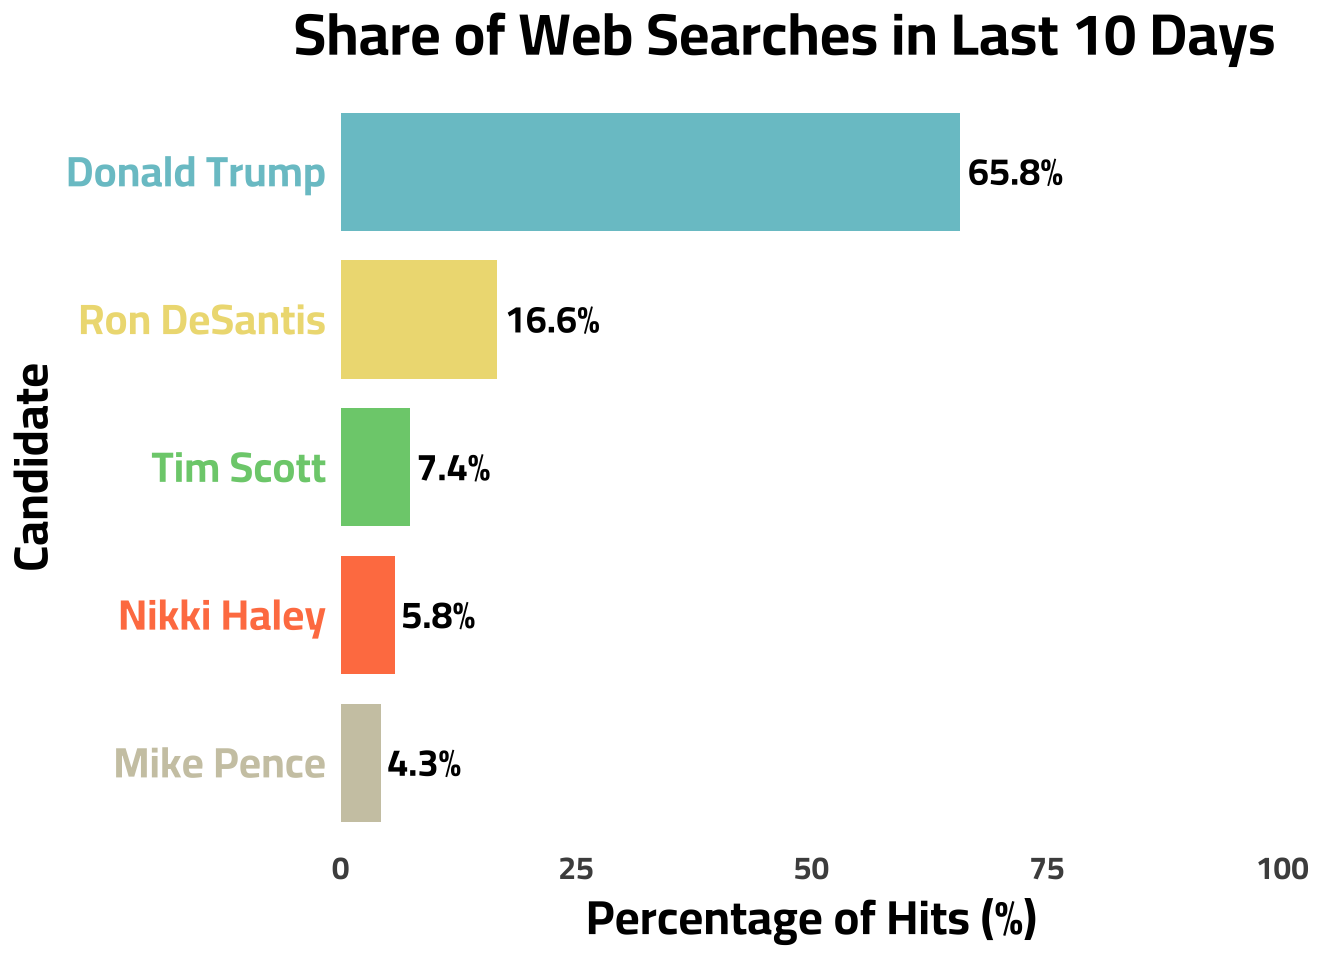 Share of Web Searches in Last 10 Days
Candidate
Donald Trump 65.8%
Ron DeSantis 16.6%
Tim Scott 7.4%
Nikki Haley 5.8%
Mike Pence 4.3%
0 25 50 75 100
Percentage of Hits (%)